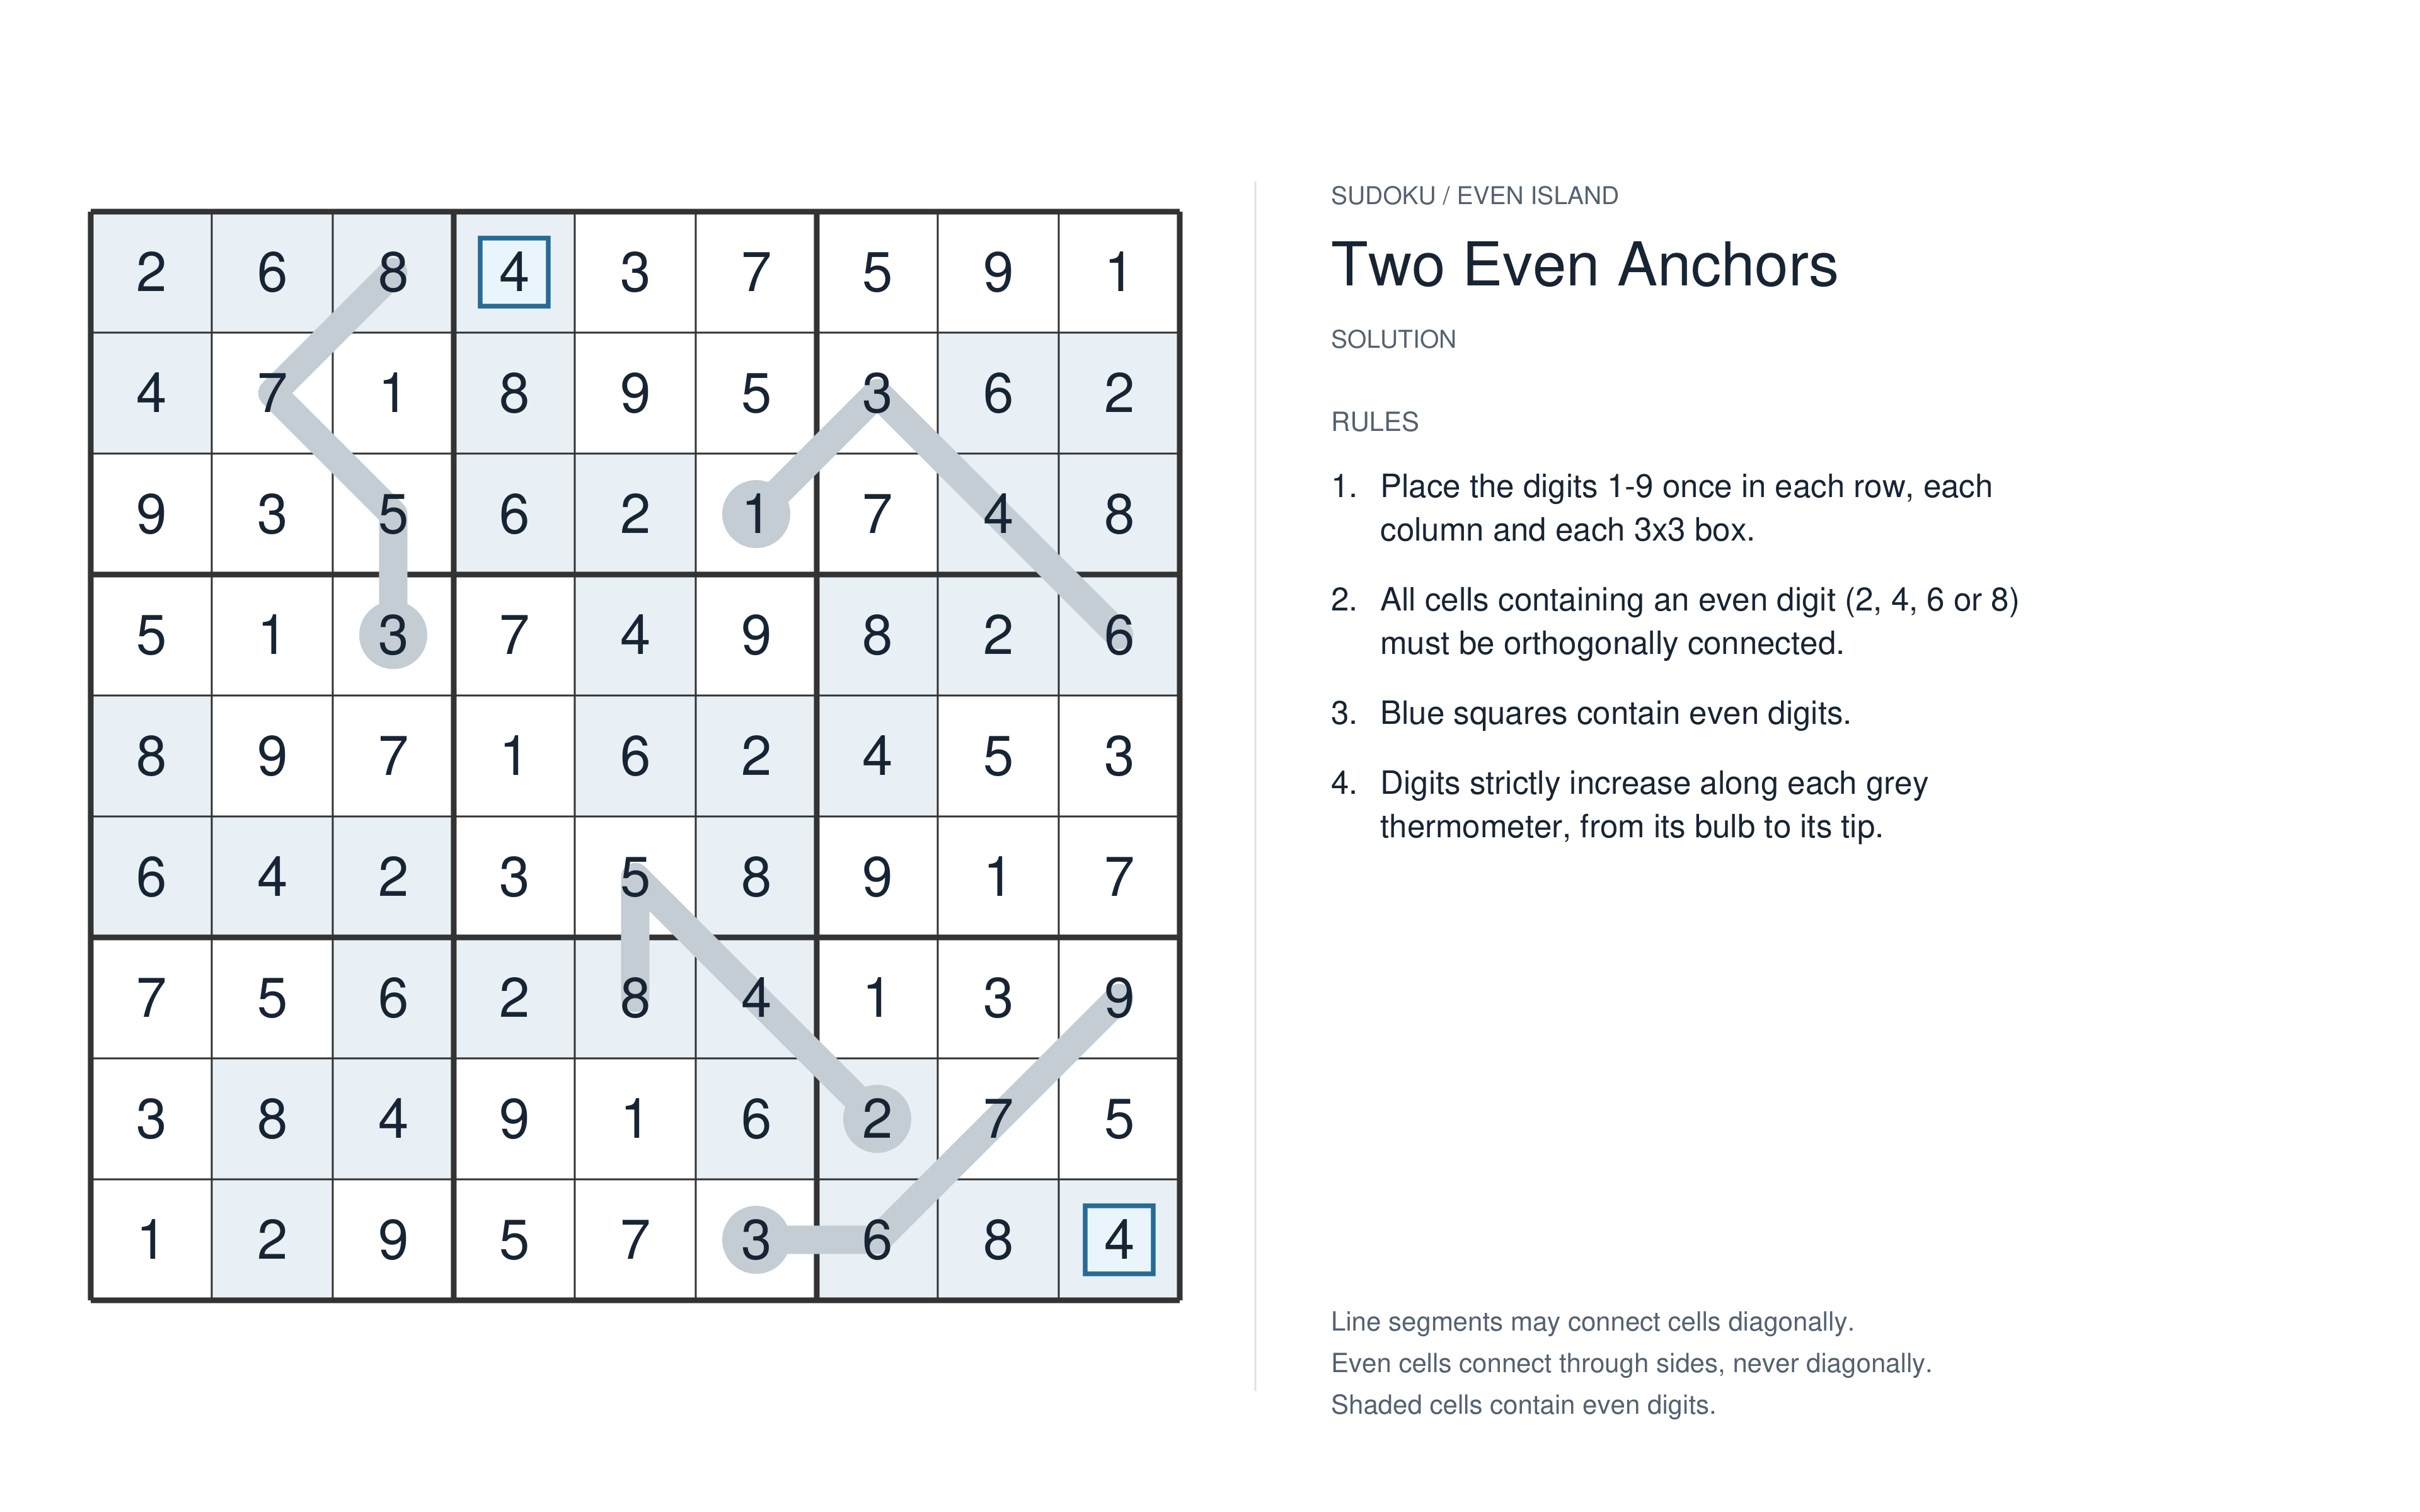 2 6 8 4 3 7 5 9 1
4 7 1 8 9 5 3 6 2
9 3 5 6 2 1 7 4 8
5 1 3 7 4 9 8 2 6
8 9 7 1 6 2 4 5 3
6 4 2 3 5 8 9 1 7
7 5 6 2 8 4 1 3 9
3 8 4 9 1 6 2 7 5
1 2 9 5 7 3 6 8 4
SUDOKU / EVEN ISLAND
Two Even Anchors
SOLUTION
RULES
1. Place the digits 1-9 once in each row, each
column and each 3x3 box.
2. All cells containing an even digit (2, 4, 6 or 8)
must be orthogonally connected.
3. Blue squares contain even digits.
4. Digits strictly increase along each grey
thermometer, from its bulb to its tip.
Line segments may connect cells diagonally.
Even cells connect through sides, never diagonally.
Shaded cells contain even digits.